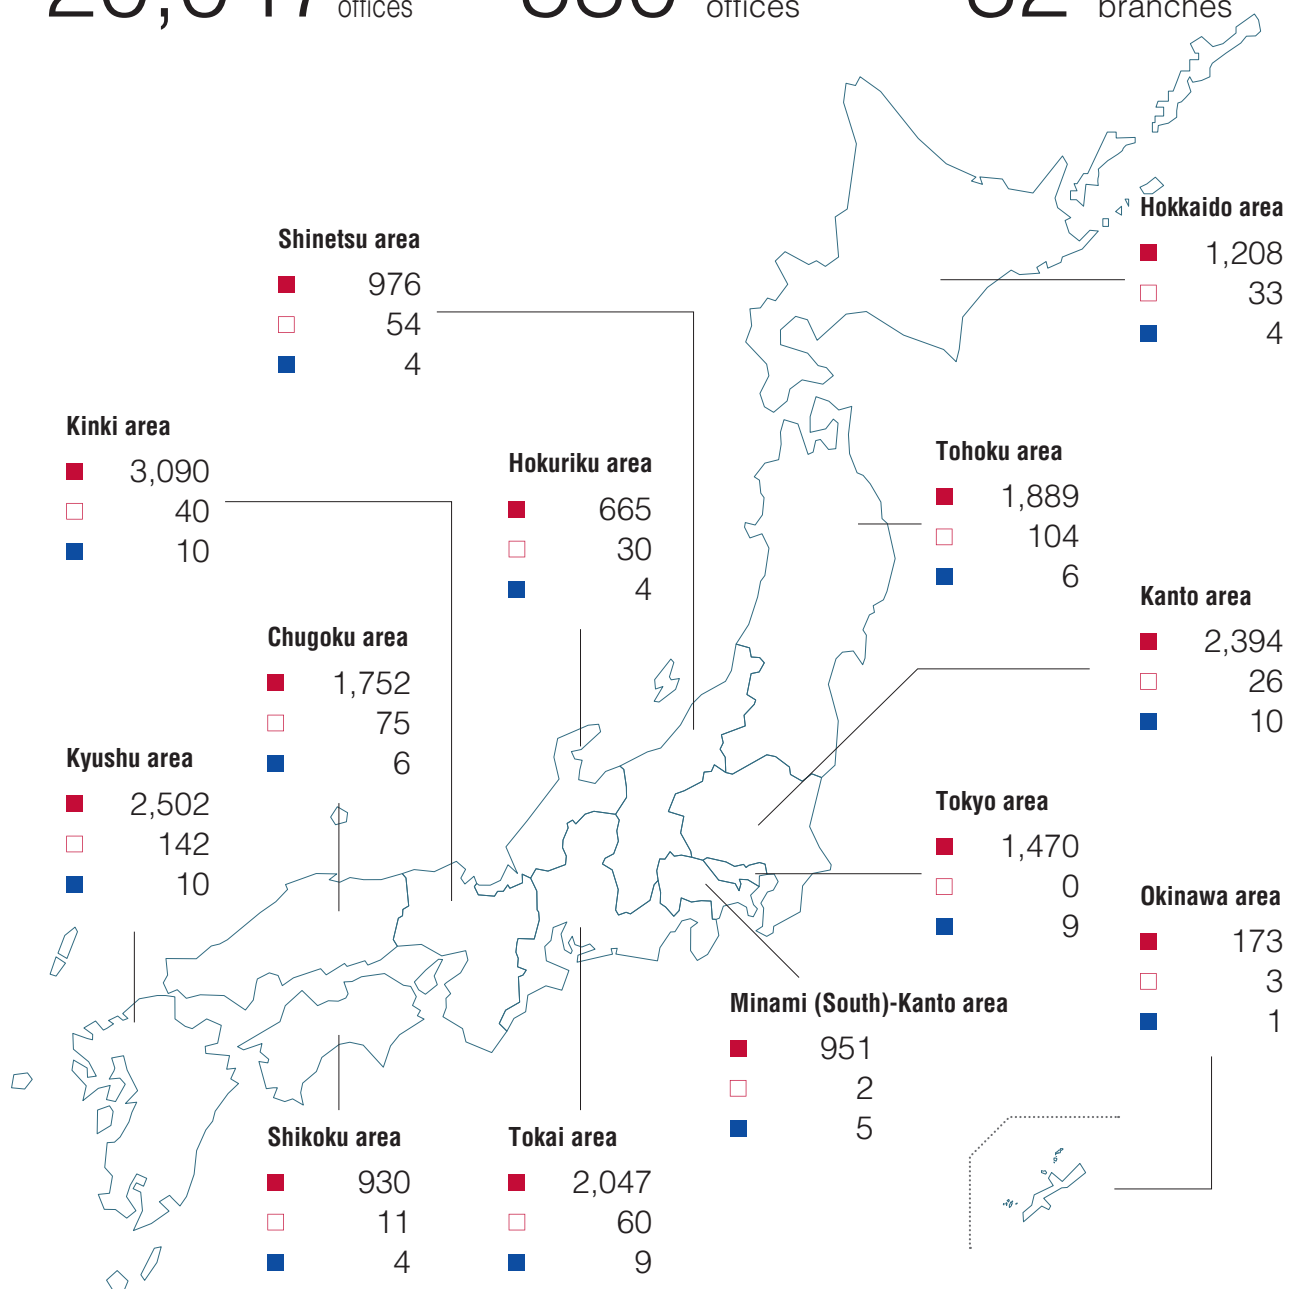 20,047 offices
580 offices
82 branches
Hokkaido area
1,208
33
4
Shinetsu area
976
54
4
Kinki area
3,090
40
10
Hokuriku area
665
30
4
Tohoku area
1,889
104
6
Kanto area
2,394
26
10
Chugoku area
1,752
75
6
Kyushu area
2,502
142
10
Tokyo area
1,470
0
9
Okinawa area
173
3
1
Minami (South)-Kanto area
951
2
5
Shikoku area
930
11
4
Tokai area
2,047
60
9